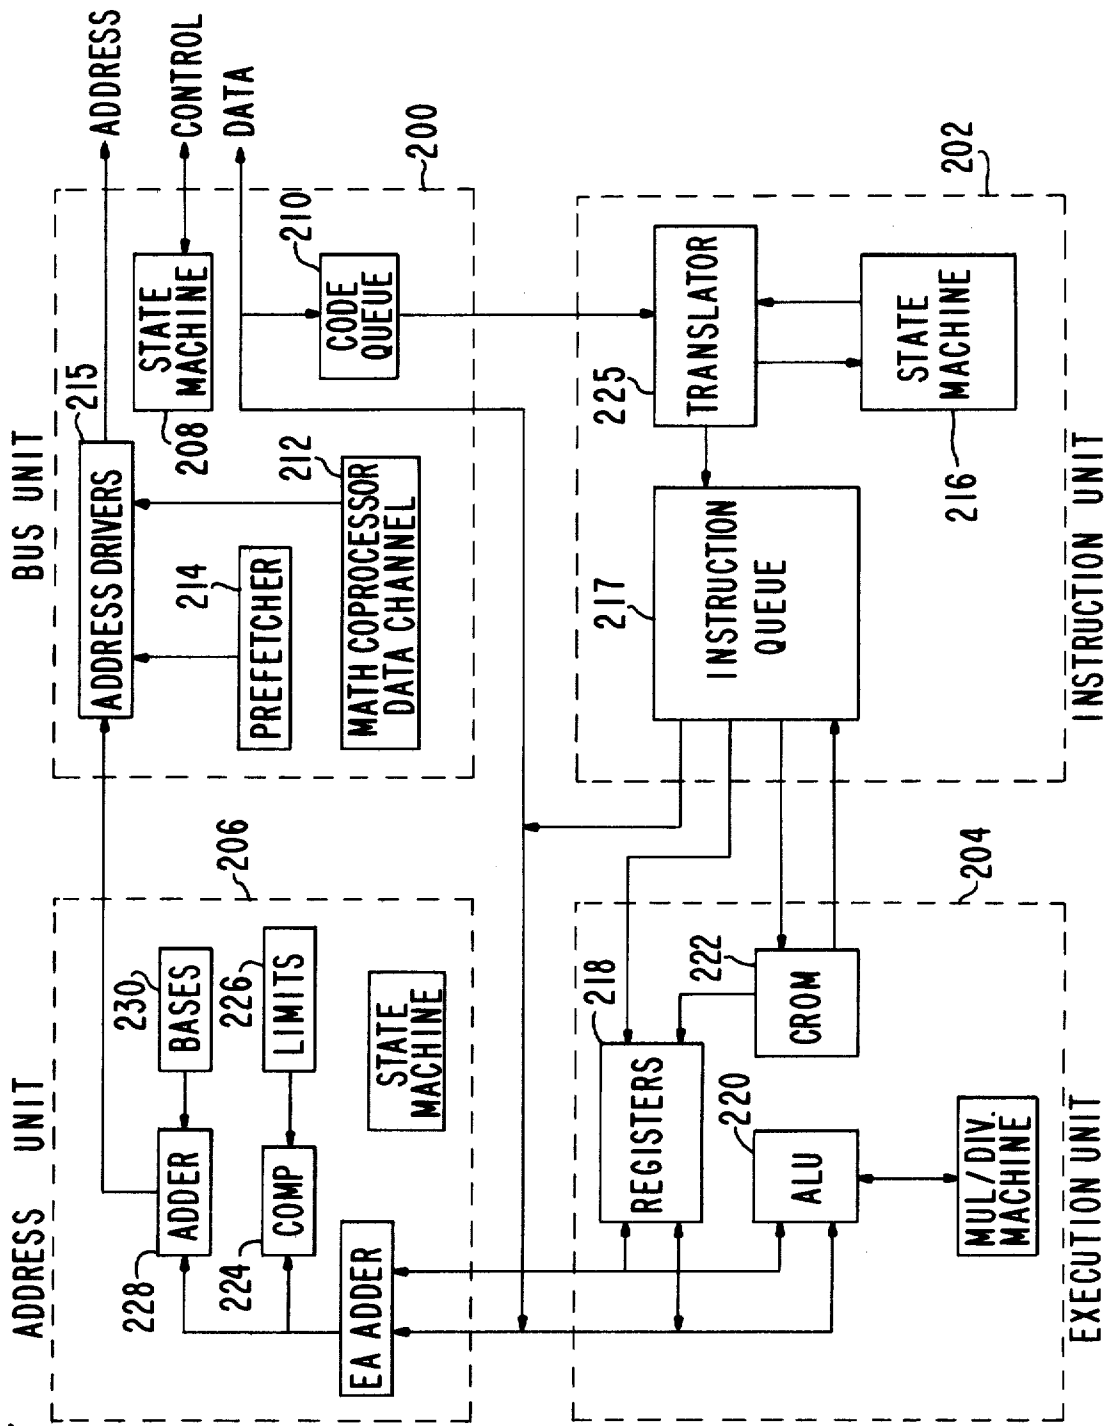 ADDRESS UNIT
BUS UNIT
206
230
BASES
228
ADDER
226
LIMITS
224
COMP
STATE
MACHINE
EA ADDER
215
ADDRESS DRIVERS
214
PREFETCHER
212
MATH COPROCESSOR
DATA CHANNEL
208
STATE
MACHINE
210
CODE
QUEUE
200
ADDRESS
CONTROL
DATA
204
218
REGISTERS
222
CROM
220
ALU
MUL/DIV.
MACHINE
EXECUTION UNIT
202
217
INSTRUCTION
QUEUE
225
TRANSLATOR
216
STATE
MACHINE
INSTRUCTION UNIT